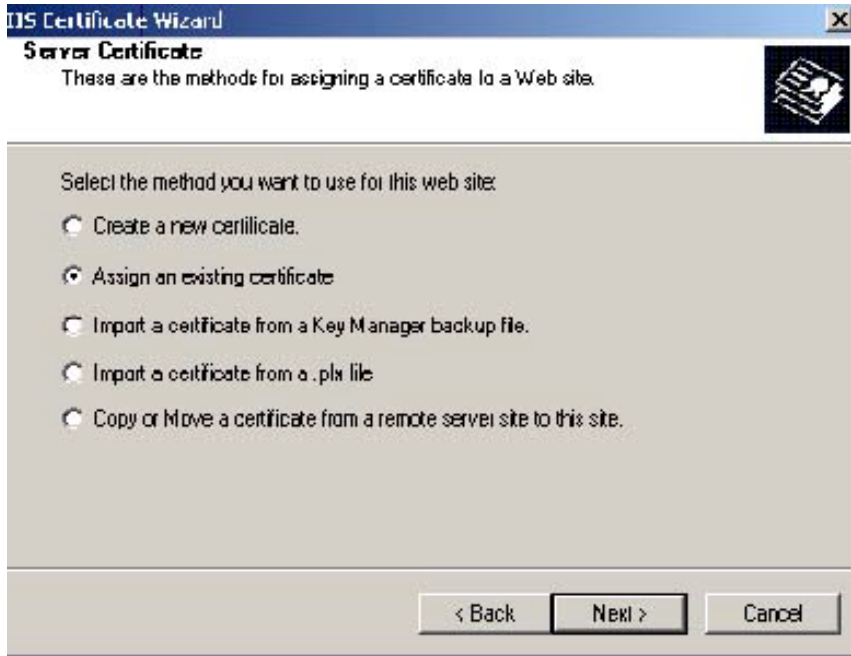 IIS Certificate Wizard
Server Certificate
These are the methods for assigning a certificate to a Web site.
Select the method you want to use for this web site:
Create a new certificate.
Assign an existing certificate
Import a certificate from a Key Manager backup file.
Import a certificate from a .pfx file
Copy or Move a certificate from a remote server site to this site.
< Back Next > Cancel